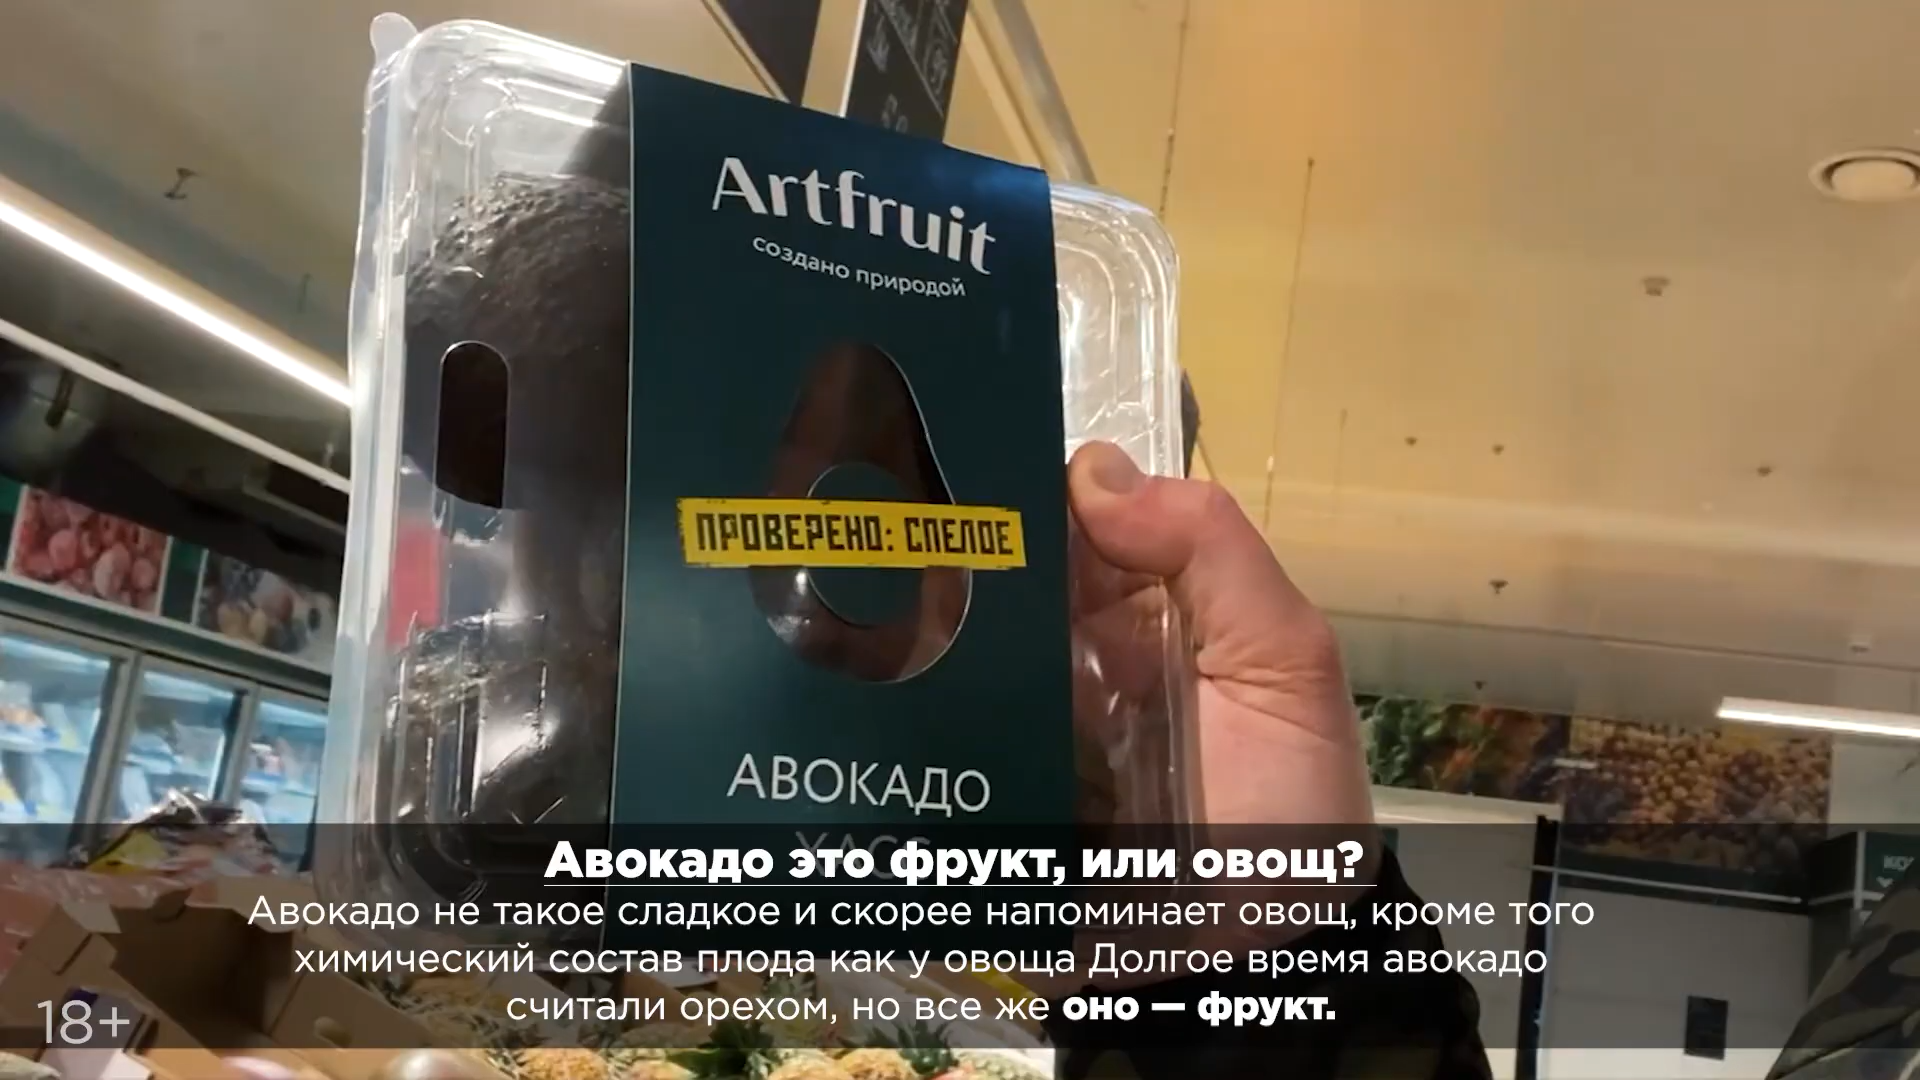 Artfruit
создано природой
ПРОВЕРЕНО: СПЕЛОЕ
АВОКАДО
ХАСС
Авокадо это фрукт, или овощ?
Авокадо не такое сладкое и скорее напоминает овощ, кроме того
химический состав плода как у овоща Долгое время авокадо
считали орехом, но все же оно — фрукт.
18+